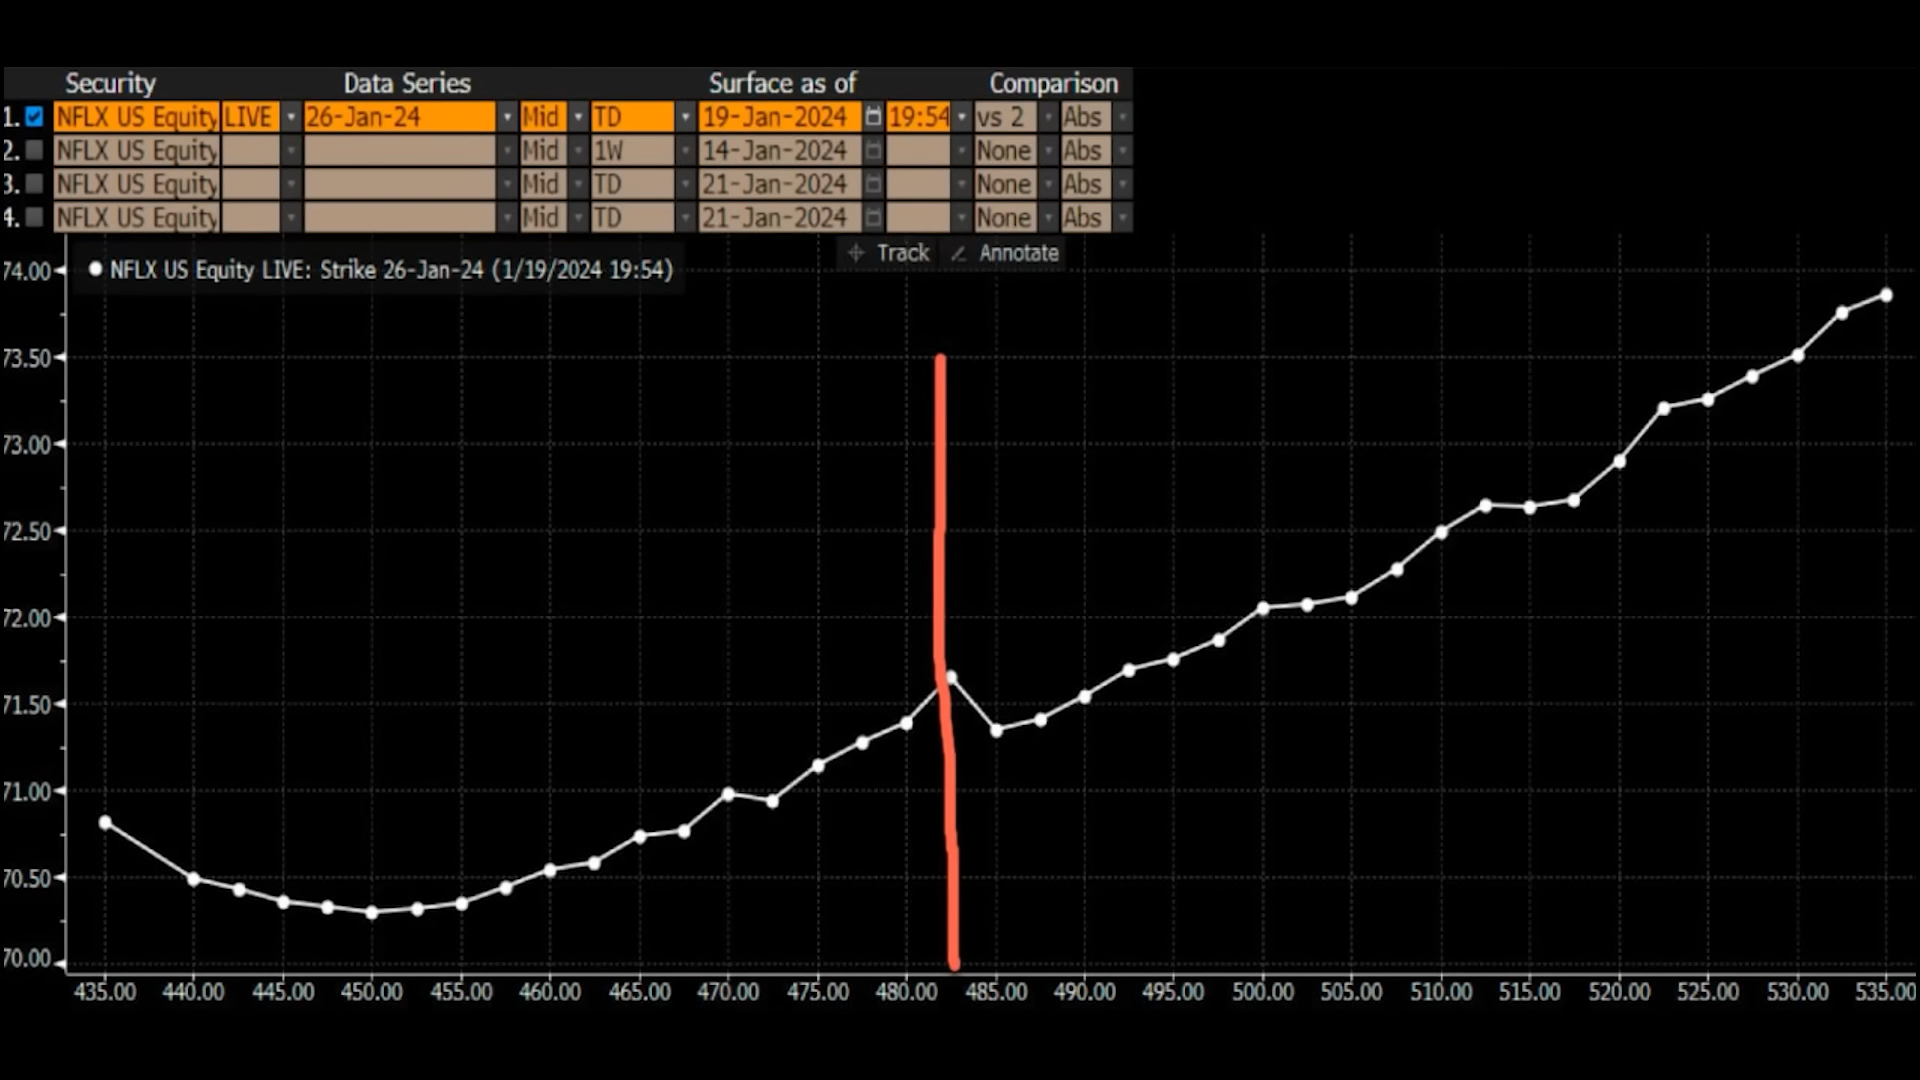 Security Data Series Surface as of Comparison
1. NFLX US Equity LIVE 26-Jan-24 Mid TD 19-Jan-2024 19:54 vs 2 Abs
2. NFLX US Equity Mid 1W 14-Jan-2024 None Abs
3. NFLX US Equity Mid TD 21-Jan-2024 None Abs
4. NFLX US Equity Mid TD 21-Jan-2024 None Abs
Track Annotate
NFLX US Equity LIVE: Strike 26-Jan-24 (1/19/2024 19:54)
74.00
73.50
73.00
72.50
72.00
71.50
71.00
70.50
70.00
435.00 440.00 445.00 450.00 455.00 460.00 465.00 470.00 475.00 480.00 485.00 490.00 495.00 500.00 505.00 510.00 515.00 520.00 525.00 530.00 535.00